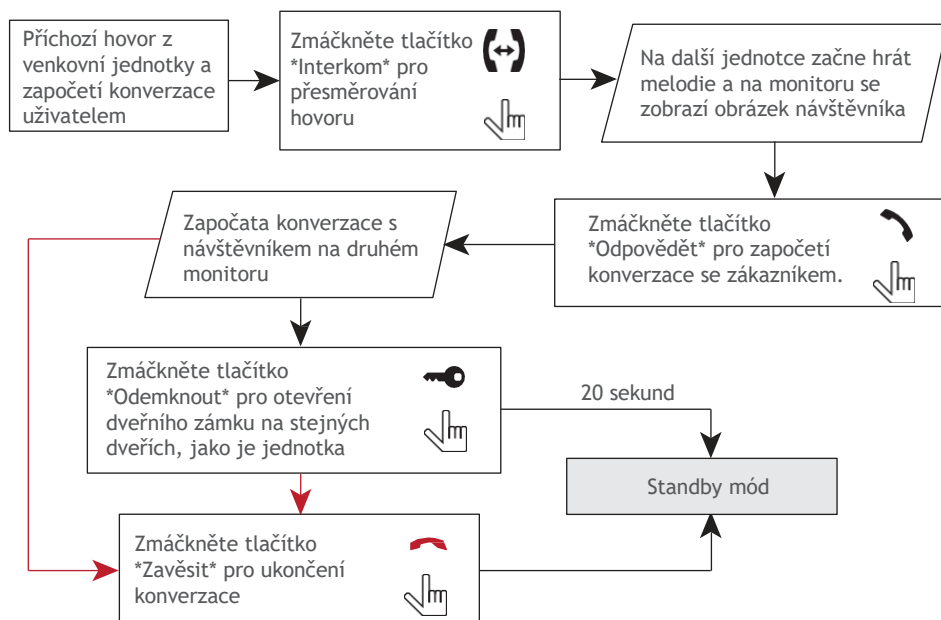 Příchozí hovor z
venkovní jednotky a
započetí konverzace
uživatelem
Zmáčkněte tlačítko
*Interkom* pro
přesměrování
hovoru
Na další jednotce začne hrát
melodie a na monitoru se
zobrazí obrázek návštěvníka
Zmáčkněte tlačítko
*Odpovědět* pro započetí
konverzace se zákazníkem.
Započata konverzace s
návštěvníkem na druhém
monitoru
Zmáčkněte tlačítko
*Odemknout* pro otevření
dveřního zámku na stejných
dveřích, jako je jednotka
20 sekund
Standby mód
Zmáčkněte tlačítko
*Zavěsit* pro ukončení
konverzace